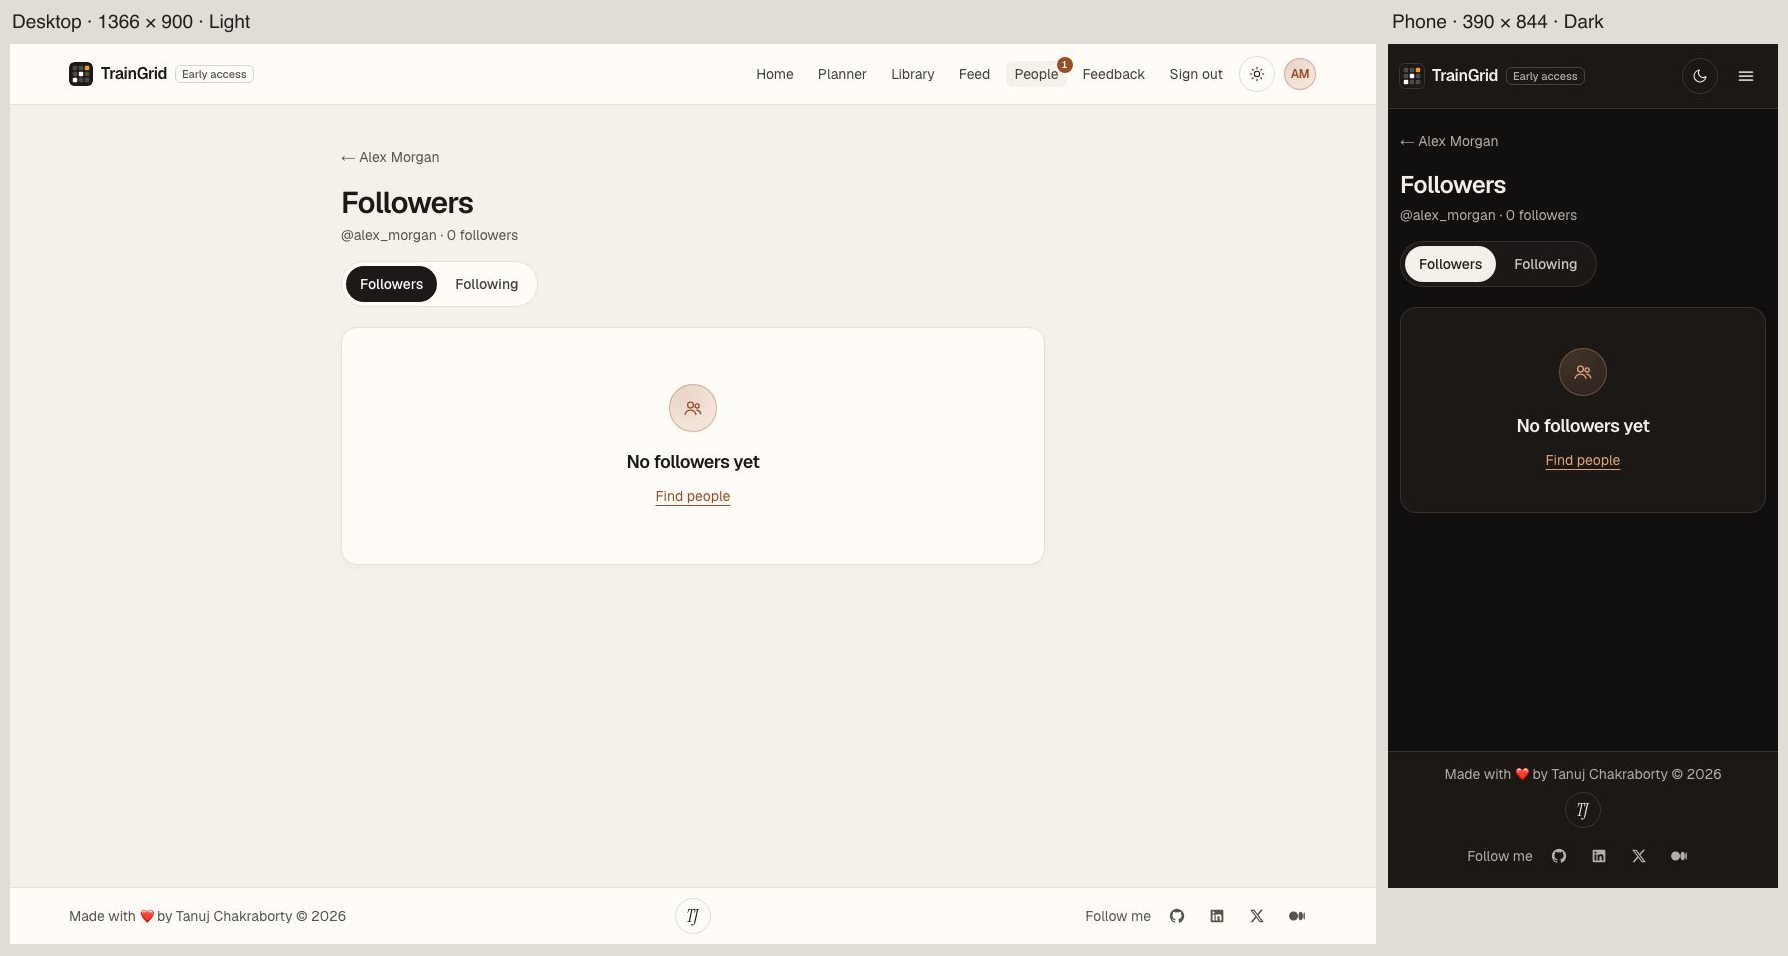 Desktop · 1366 × 900 · Light
TrainGrid Early access
Home Planner Library Feed People 1 Feedback Sign out AM
← Alex Morgan
Followers
@alex_morgan · 0 followers
Followers Following
No followers yet
Find people
Made with ❤️ by Tanuj Chakraborty © 2026
TJ
Follow me
Phone · 390 × 844 · Dark
TrainGrid Early access
← Alex Morgan
Followers
@alex_morgan · 0 followers
Followers Following
No followers yet
Find people
Made with ❤️ by Tanuj Chakraborty © 2026
TJ
Follow me